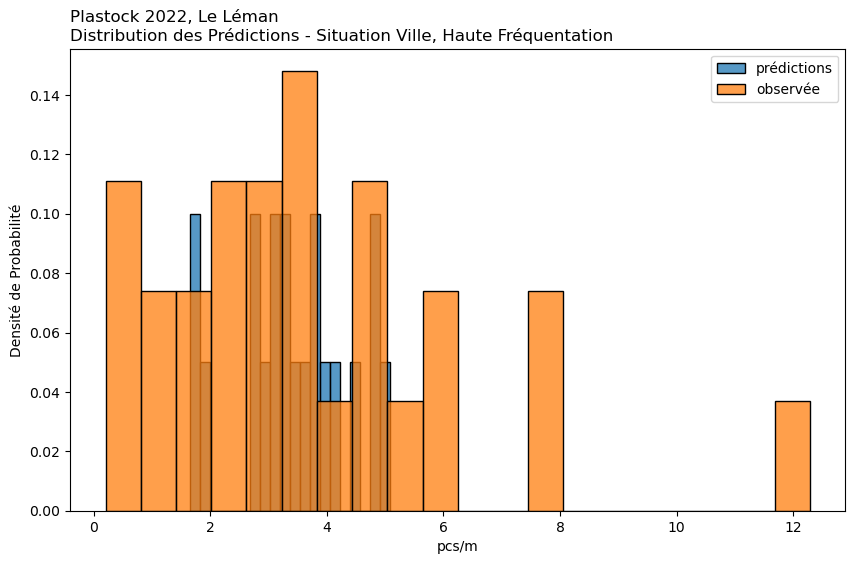 Plastock 2022, Le Léman
Distribution des Prédictions - Situation Ville, Haute Fréquentation
prédictions
observée
Densité de Probabilité
0.14
0.12
0.10
0.08
0.06
0.04
0.02
0.00
0
2
4
6
8
10
12
pcs/m